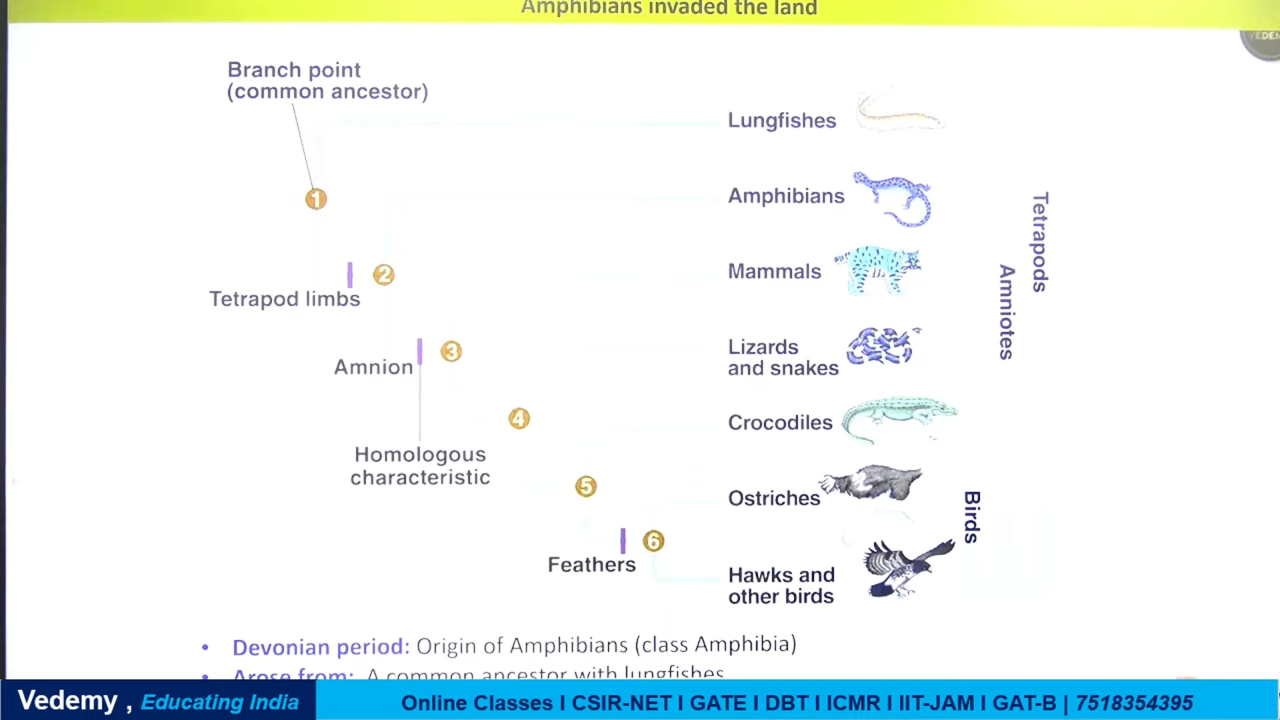 Amphibians invaded the land
Branch point
(common ancestor)
Lungfishes
1
Amphibians
Tetrapods
Mammals
Amniotes
2
Tetrapod limbs
3
Amnion
Lizards
and snakes
4
Crocodiles
Homologous
characteristic
5
Ostriches
Birds
6
Feathers
Hawks and
other birds
• Devonian period: Origin of Amphibians (class Amphibia)
• Arose from: A common ancestor with lungfishes
Vedemy , Educating India
Online Classes I CSIR-NET I GATE I DBT I ICMR I IIT-JAM I GAT-B | 7518354395